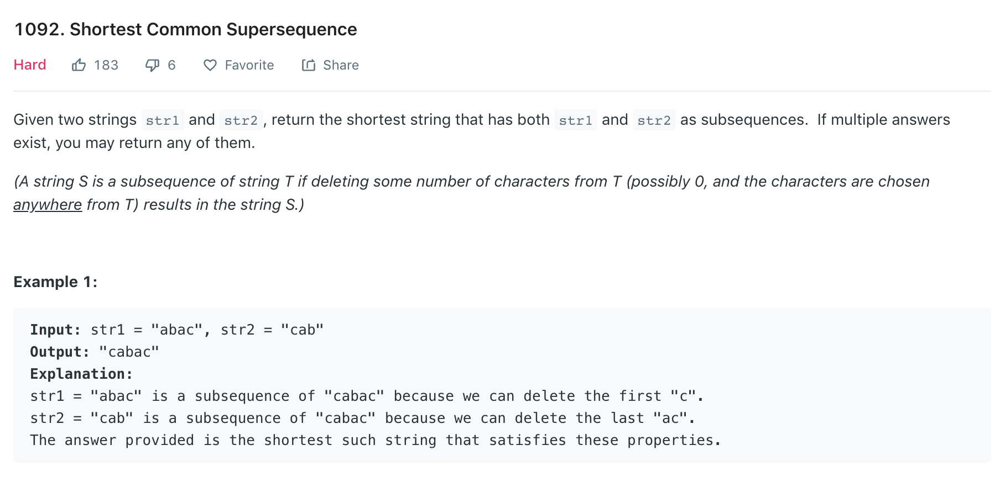 1092. Shortest Common Supersequence
Hard 183 6 Favorite Share
Given two strings str1 and str2, return the shortest string that has both str1 and str2 as subsequences. If multiple answers
exist, you may return any of them.
(A string S is a subsequence of string T if deleting some number of characters from T (possibly 0, and the characters are chosen
anywhere from T) results in the string S.)
Example 1:
Input: str1 = "abac", str2 = "cab"
Output: "cabac"
Explanation:
str1 = "abac" is a subsequence of "cabac" because we can delete the first "c".
str2 = "cab" is a subsequence of "cabac" because we can delete the last "ac".
The answer provided is the shortest such string that satisfies these properties.